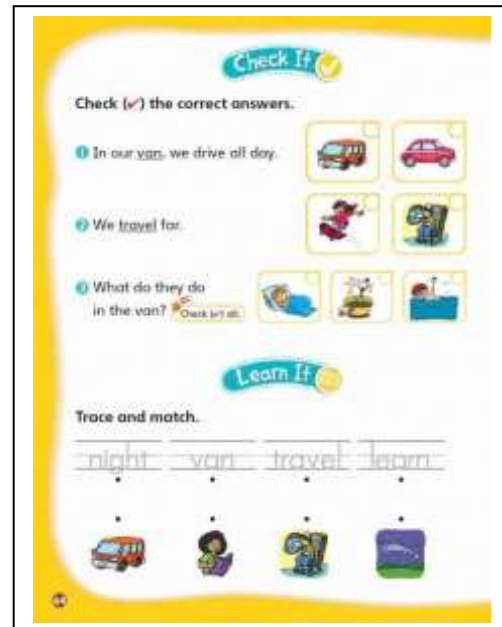 Check It
Check (✔) the correct answers.
1 In our van, we drive all day.
2 We travel far.
3 What do they do
in the van? Check (✔) all.
Learn It
Trace and match.
night van travel learn